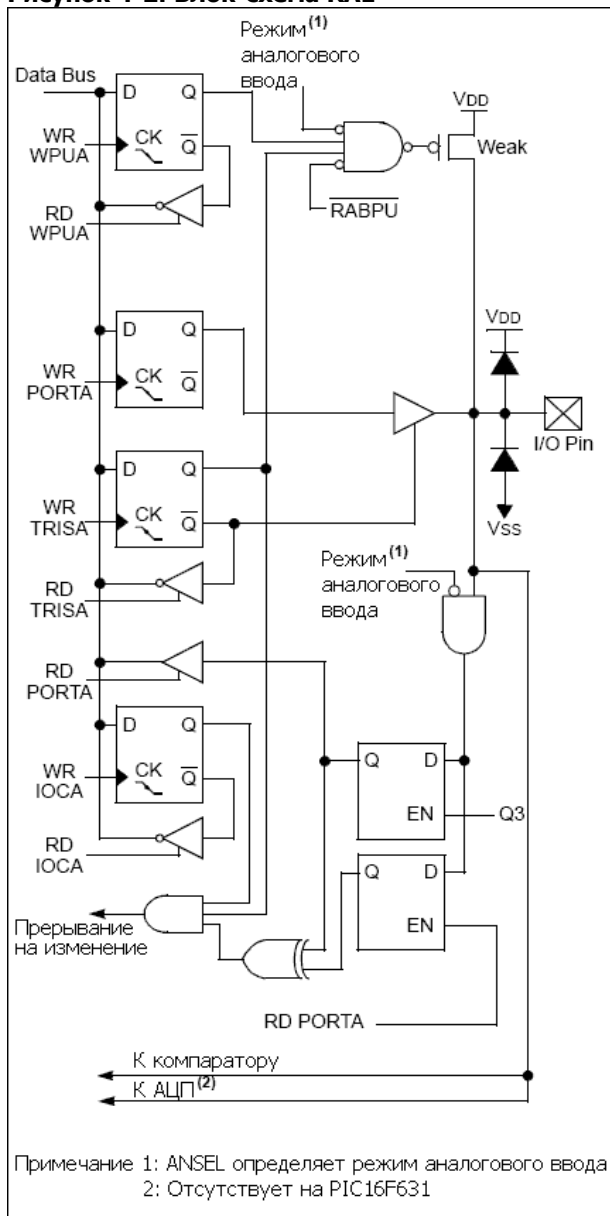 Рисунок 4-2: Блок-схема RA1
Режим(1)
аналогового
ввода
Data Bus
D Q
VDD
WR
WPUA
CK Q
Weak
RABPU
RD
WPUA
D Q
VDD
WR
PORTA
CK Q
I/O Pin
D Q
WR
TRISA
CK Q
VSS
Режим(1)
аналогового
ввода
RD
TRISA
RD
PORTA
D Q
Q D
WR
IOCA
CK Q
EN
Q3
RD
IOCA
Q D
Прерывание
на изменение
EN
RD PORTA
К компаратору
К АЦП(2)
Примечание 1: ANSEL определяет режим аналогового ввода
2: Отсутствует на PIC16F631